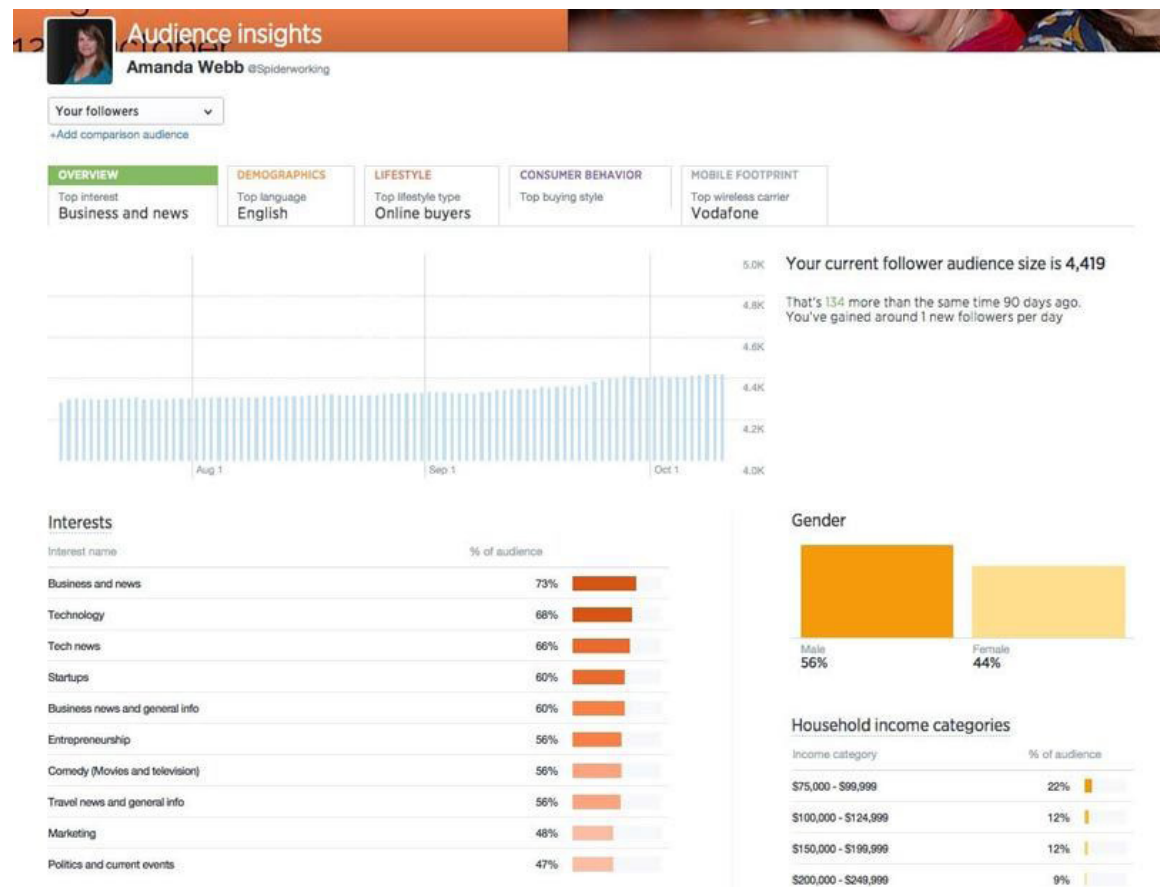 12 October
Audience insights
Amanda Webb @Spiderworking
Your followers
+Add comparison audience
OVERVIEW
Top interest
Business and news
DEMOGRAPHICS
Top language
English
LIFESTYLE
Top lifestyle type
Online buyers
CONSUMER BEHAVIOR
Top buying style
MOBILE FOOTPRINT
Top wireless carrier
Vodafone
5.0K
4.8K
4.6K
4.4K
4.2K
4.0K
Aug 1
Sep 1
Oct 1
Your current follower audience size is 4,419
That's 134 more than the same time 90 days ago.
You've gained around 1 new followers per day
Interests
Interest name % of audience
Business and news 73%
Technology 68%
Tech news 66%
Startups 60%
Business news and general info 60%
Entrepreneurship 56%
Comedy (Movies and television) 56%
Travel news and general info 56%
Marketing 48%
Politics and current events 47%
Gender
Male
56%
Female
44%
Household income categories
Income category % of audience
$75,000 - $99,999 22%
$100,000 - $124,999 12%
$150,000 - $199,999 12%
$200,000 - $249,999 9%